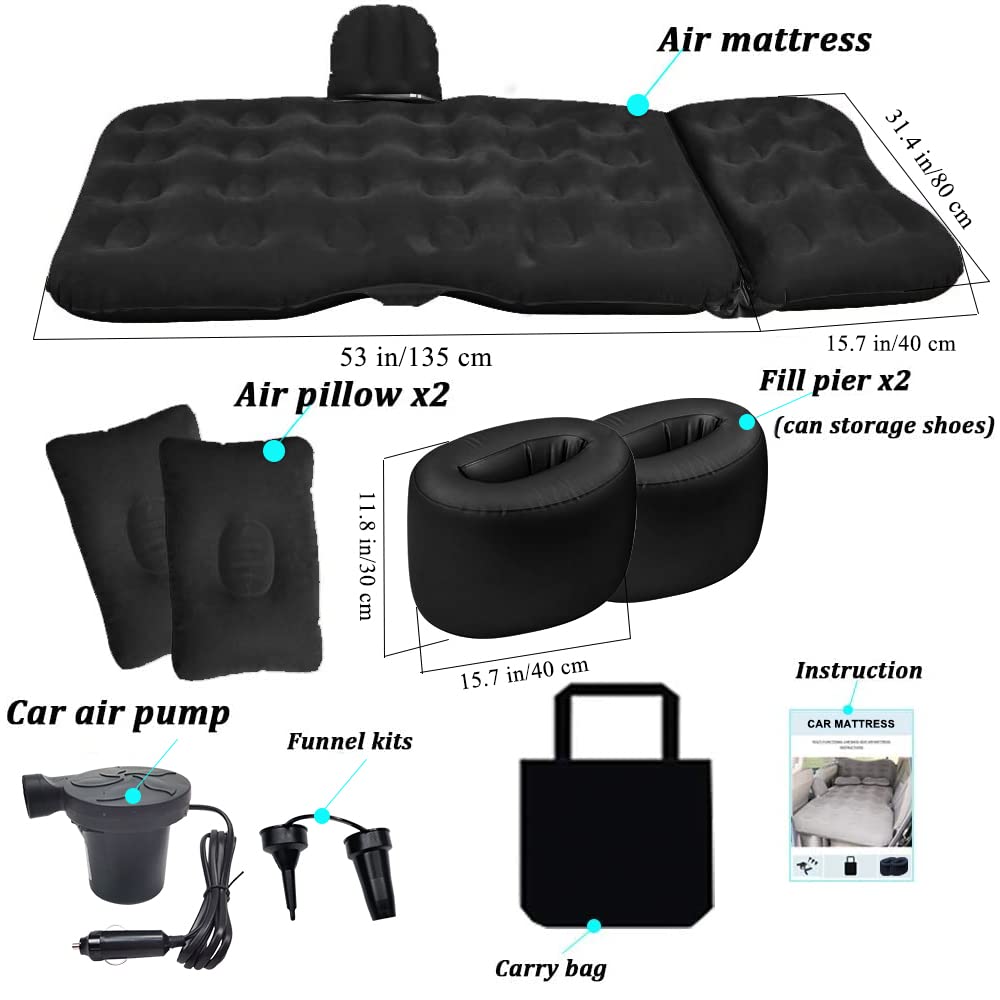 Air mattress
31.4 in/80 cm
53 in/135 cm
15.7 in/40 cm
Air pillow x2
Fill pier x2
(can storage shoes)
11.8 in/30 cm
15.7 in/40 cm
Car air pump
Funnel kits
Instruction
CAR MATTRESS
INSTRUCTIONS
Carry bag